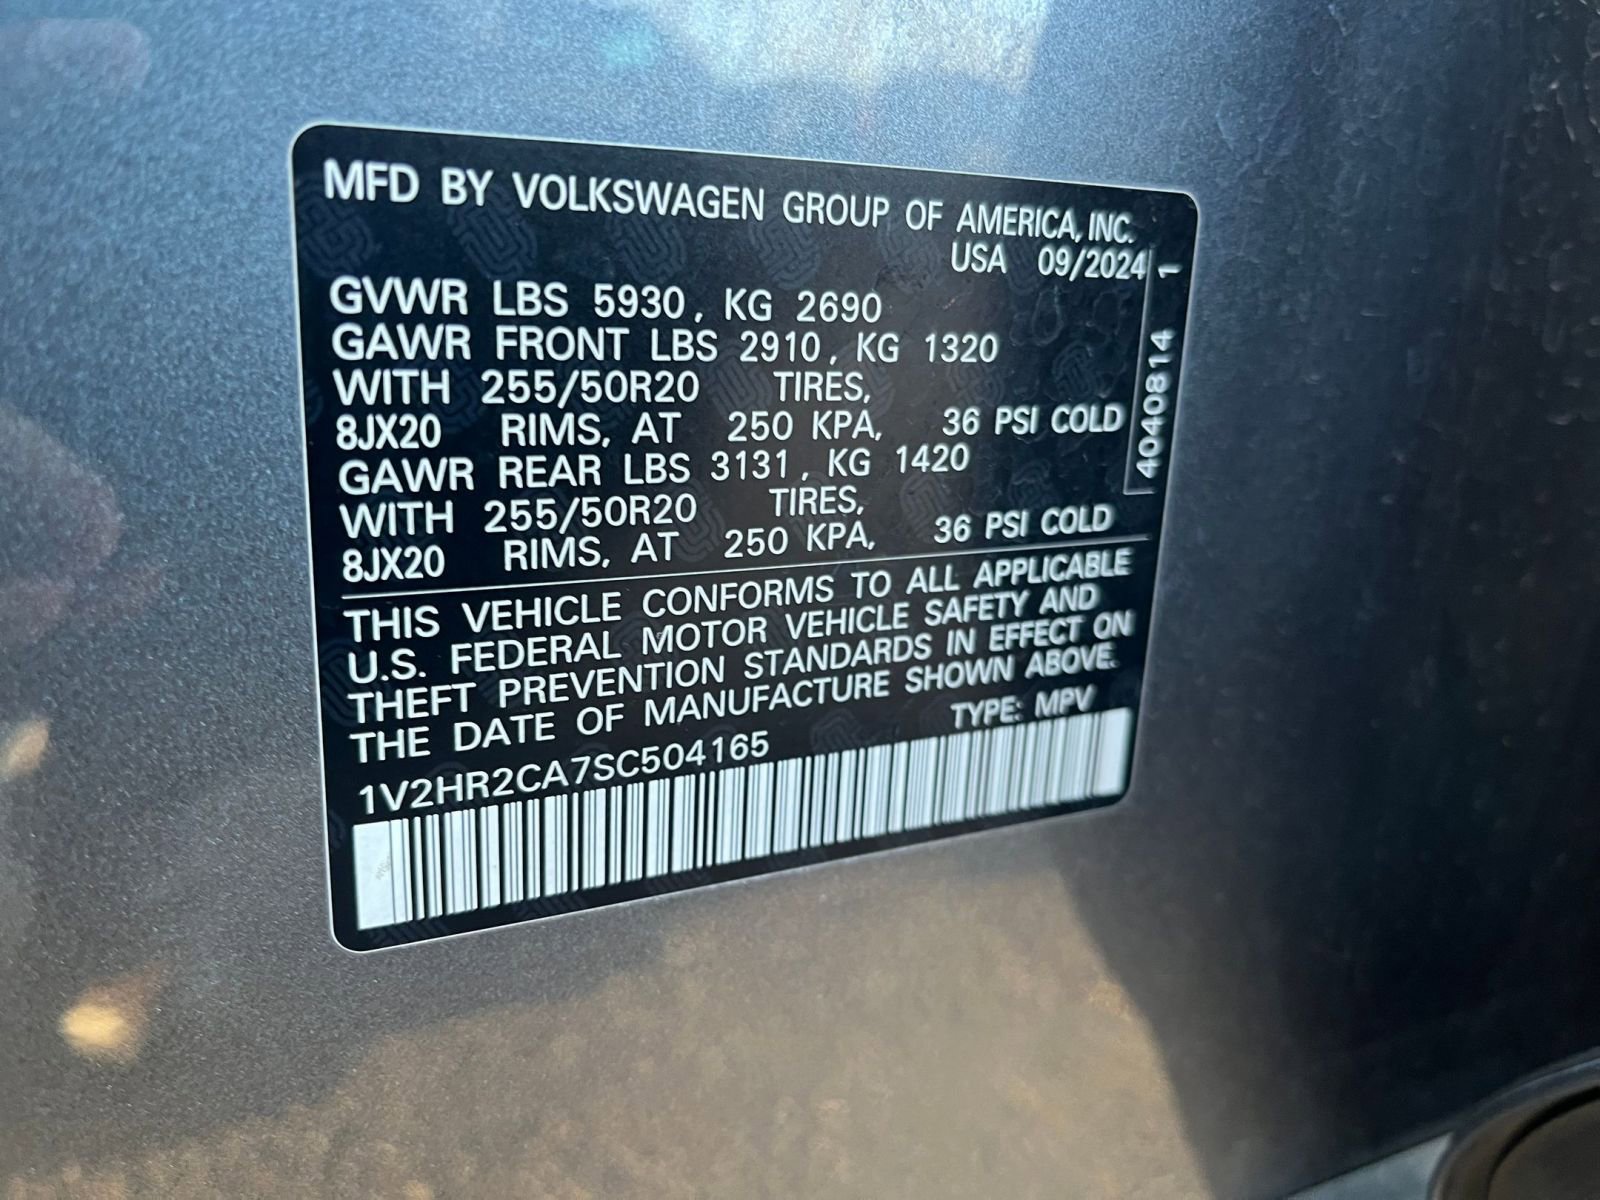 MFD BY VOLKSWAGEN GROUP OF AMERICA, INC.
USA 09/2024
GVWR LBS 5930, KG 2690
GAWR FRONT LBS 2910, KG 1320
WITH 255/50R20 TIRES,
8JX20 RIMS, AT 250 KPA, 36 PSI COLD
GAWR REAR LBS 3131, KG 1420
WITH 255/50R20 TIRES,
8JX20 RIMS, AT 250 KPA, 36 PSI COLD
4040814 1
THIS VEHICLE CONFORMS TO ALL APPLICABLE
U.S. FEDERAL MOTOR VEHICLE SAFETY AND
THEFT PREVENTION STANDARDS IN EFFECT ON
THE DATE OF MANUFACTURE SHOWN ABOVE.
TYPE: MPV
1V2HR2CA7SC504165